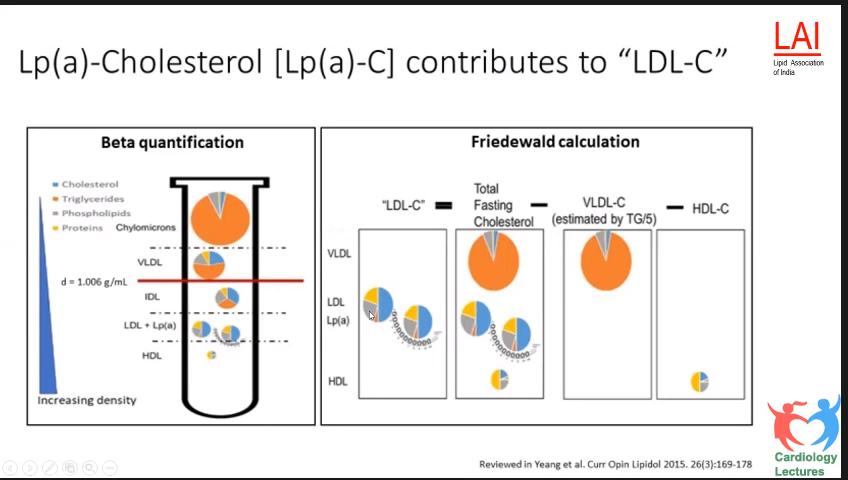 Lp(a)-Cholesterol [Lp(a)-C] contributes to “LDL-C”
LAI
Lipid Association
of India
Beta quantification
Cholesterol
Triglycerides
Phospholipids
Proteins
Chylomicrons
VLDL
d = 1.006 g/mL
IDL
LDL + Lp(a)
HDL
Increasing density
Friedewald calculation
“LDL-C” =
Total
Fasting
Cholesterol
–
VLDL-C
(estimated by TG/5)
– HDL-C
VLDL
LDL
Lp(a)
HDL
Reviewed in Yeang et al. Curr Opin Lipidol 2015. 26(3):169-178
Cardiology
Lectures